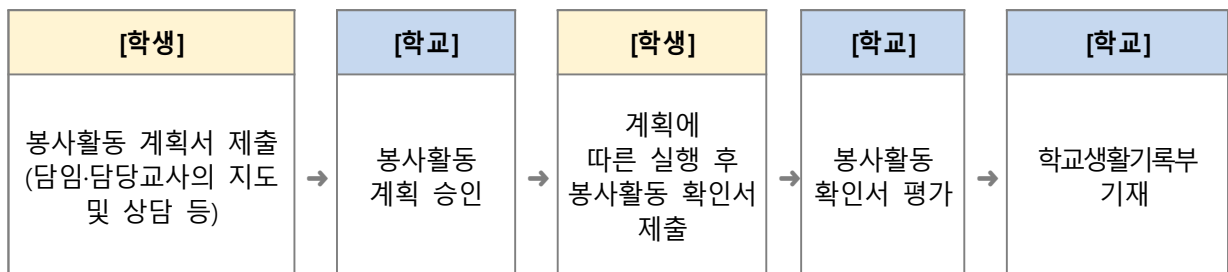 [학생]
봉사활동 계획서 제출
(담임·담당교사의 지도
및 상담 등)
➜
[학교]
봉사활동
계획 승인
➜
[학생]
계획에
따른 실행 후
봉사활동 확인서
제출
➜
[학교]
봉사활동
확인서 평가
➜
[학교]
학교생활기록부
기재